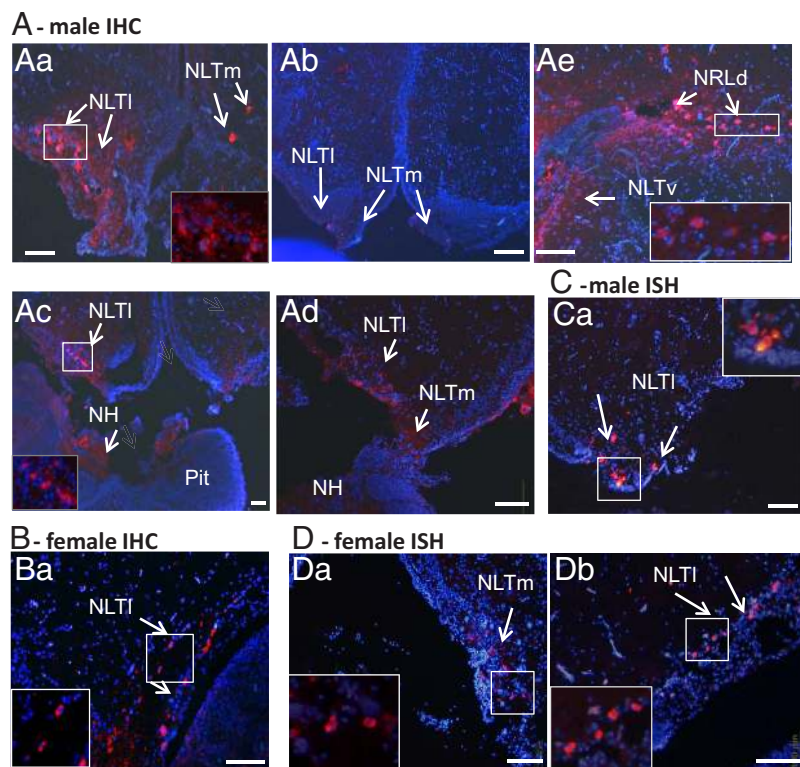 A - male IHC
Aa
NLTl
NLTm
Ab
NLTl
NLTm
Ae
NRLd
NLTv
Ac
NLTl
NH
Pit
Ad
NLTl
NLTm
NH
C -male ISH
Ca
NLTl
B - female IHC
Ba
NLTl
D - female ISH
Da
NLTm
Db
NLTl